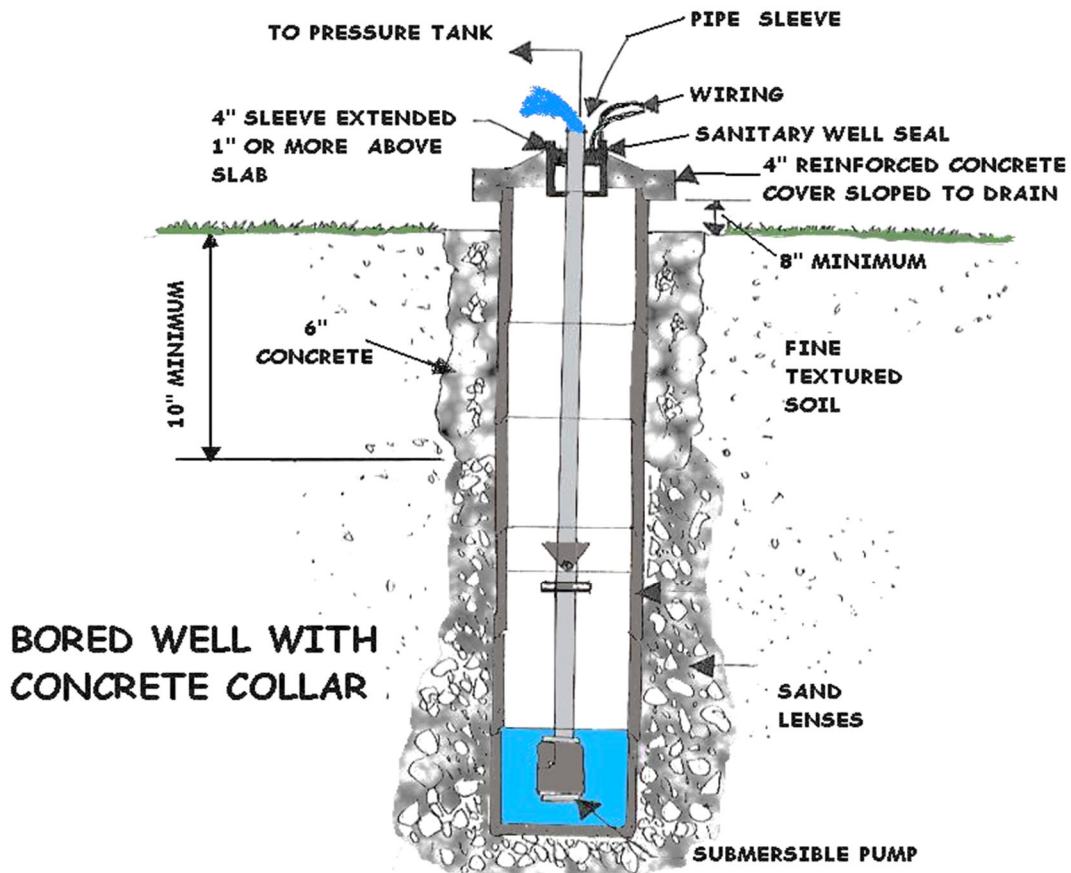 TO PRESSURE TANK
PIPE SLEEVE
WIRING
4" SLEEVE EXTENDED
1" OR MORE ABOVE
SLAB
SANITARY WELL SEAL
4" REINFORCED CONCRETE
COVER SLOPED TO DRAIN
8" MINIMUM
10" MINIMUM
6"
CONCRETE
FINE
TEXTURED
SOIL
BORED WELL WITH
CONCRETE COLLAR
SAND
LENSES
SUBMERSIBLE PUMP